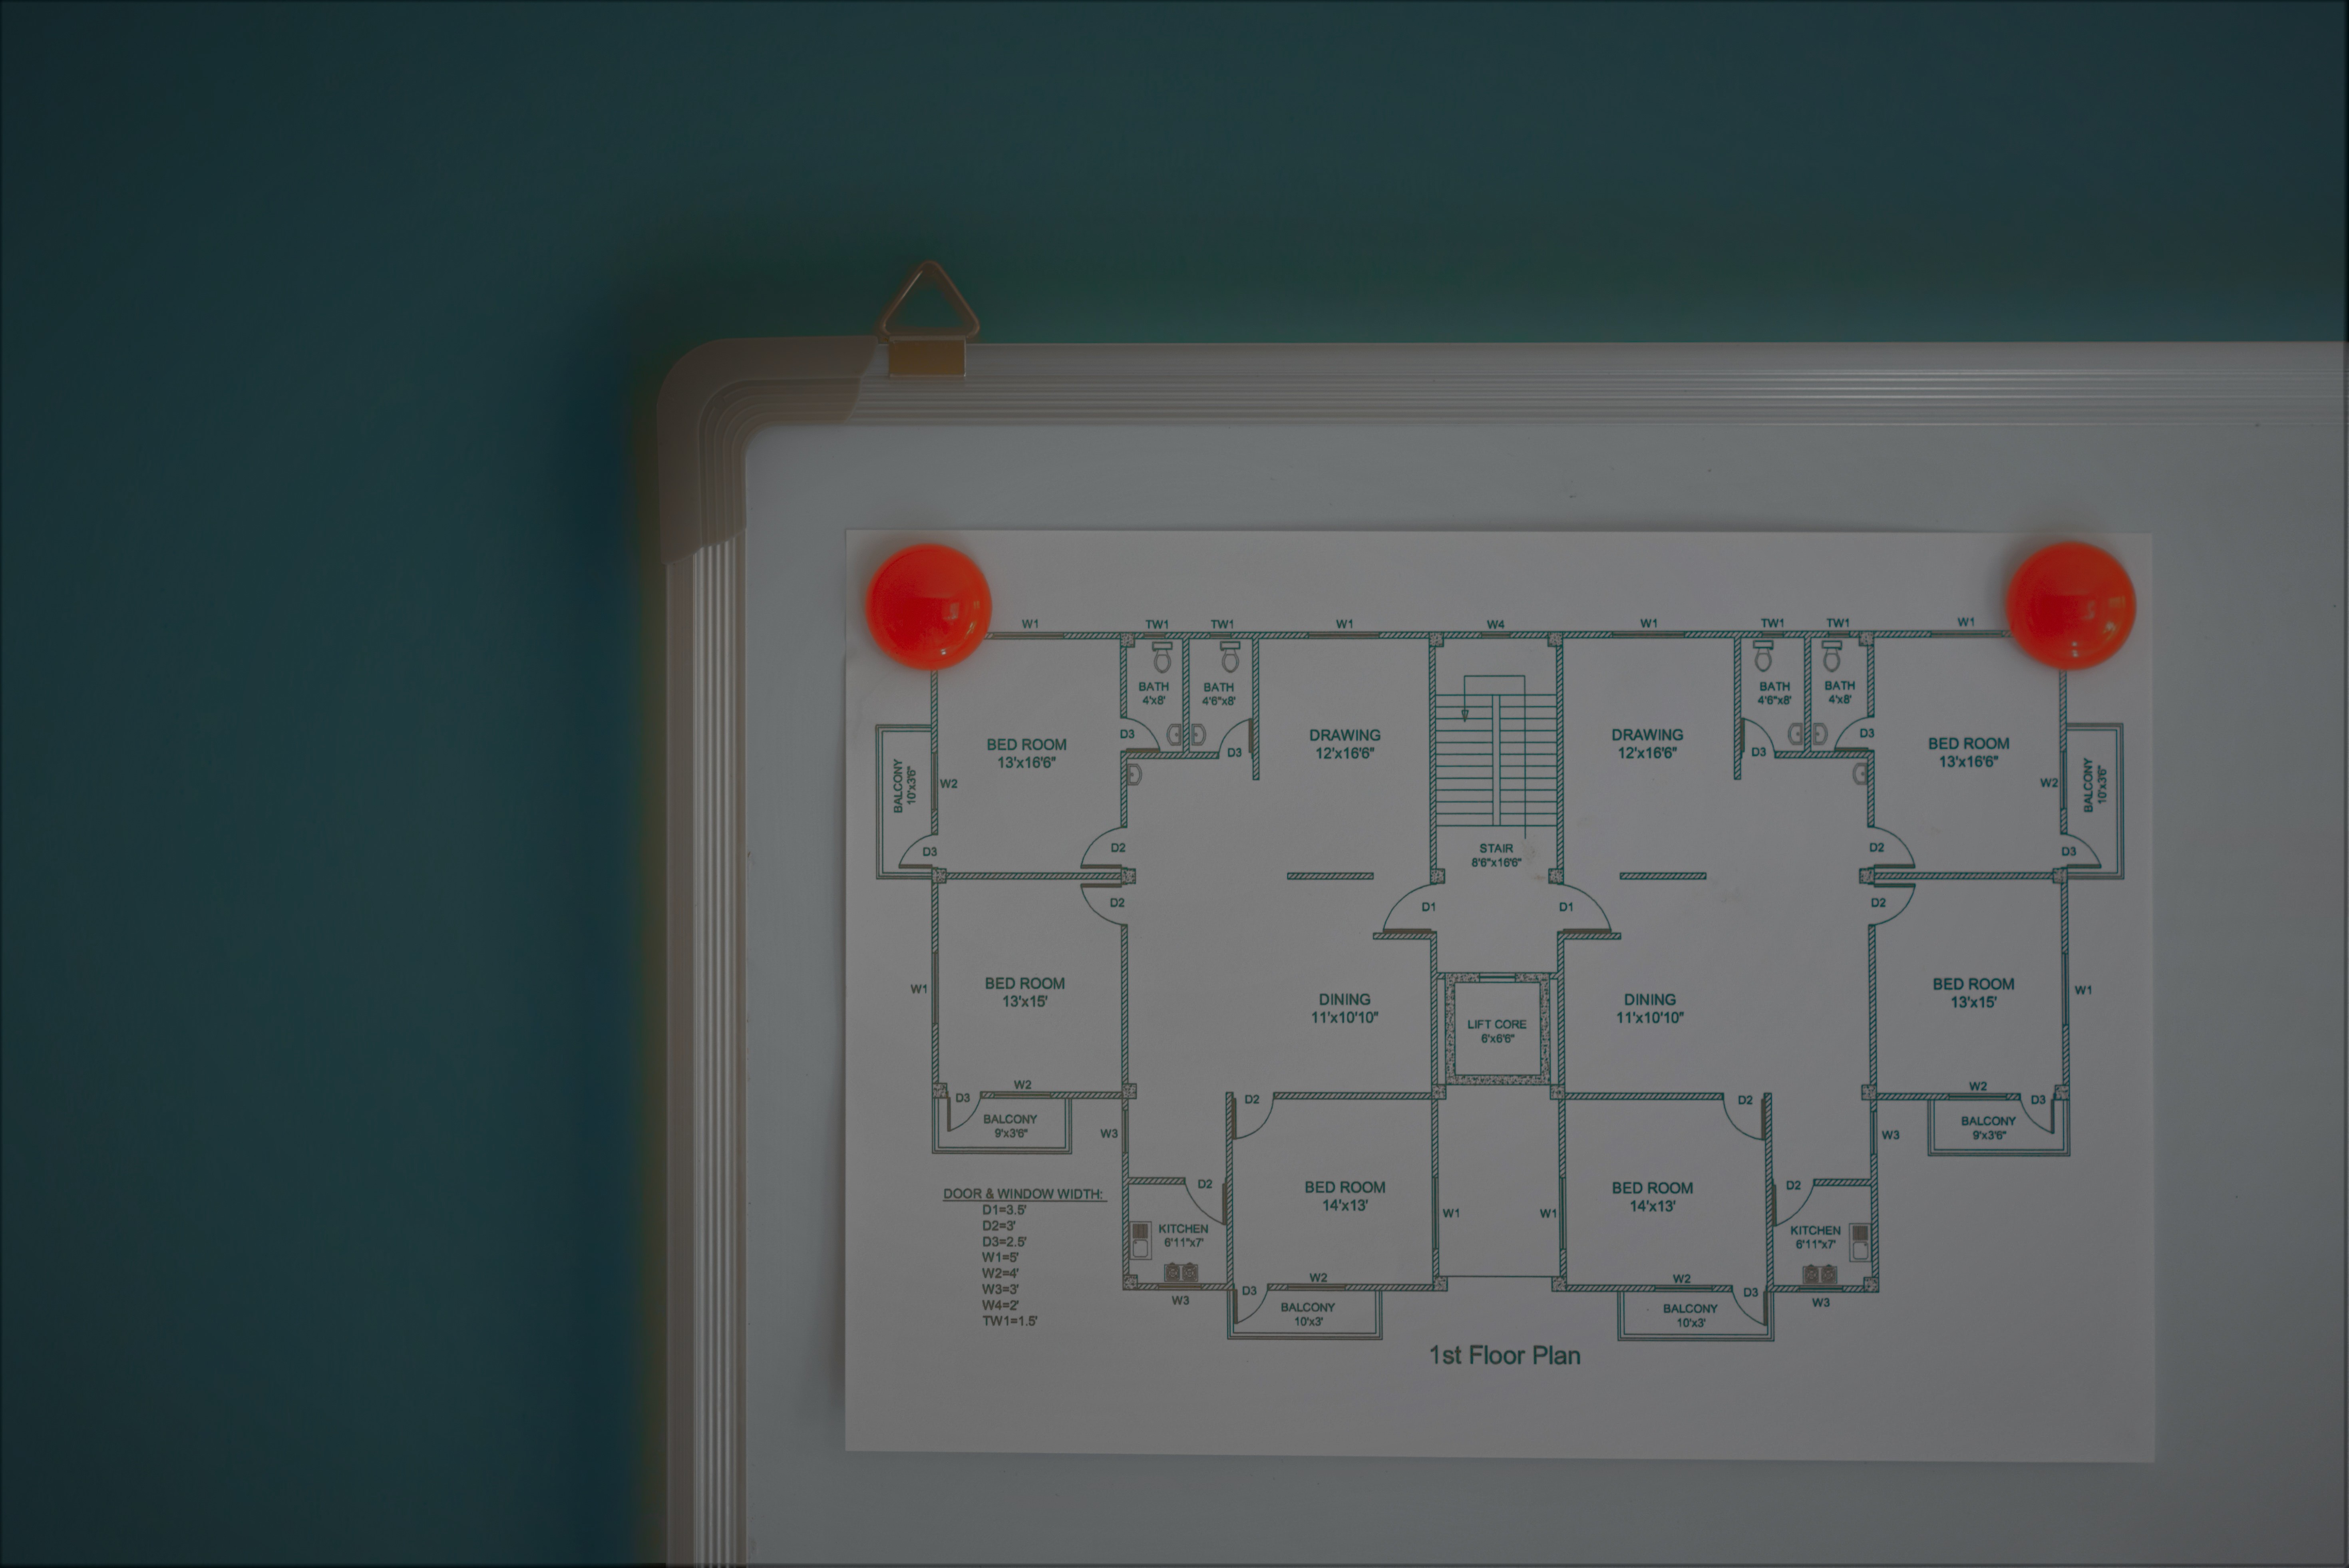 W1 TW1 TW1 W1 W4 W1 TW1 TW1 W1
BATH BATH BATH BATH
4'x8' 4'6"x8' 4'6"x8' 4'x8'
D3 D3 D3 D3
BED ROOM DRAWING DRAWING BED ROOM
13'x16'6" 12'x16'6" 12'x16'6" 13'x16'6"
BALCONY W2 W2 BALCONY
10'x3'6" 10'x3'6"
D3 D2 STAIR D2 D3
8'6"x16'6"
D2 D1 D1 D2
BED ROOM DINING DINING BED ROOM
W1 13'x15' 11'x10'10" 11'x10'10" 13'x15' W1
LIFT CORE
6'x6'6"
W2 W2
D3 D2 D2 D3
BALCONY BALCONY
9'x3'6" W3 W3 9'x3'6"
D2 BED ROOM BED ROOM D2
14'x13' 14'x13'
DOOR & WINDOW WIDTH:
D1=3.5'
D2=3'
D3=2.5'
W1=5'
W2=4'
W3=3'
W4=2'
TW1=1.5'
W1 W1
KITCHEN KITCHEN
6'11"x7' 6'11"x7'
W2 W2
W3 D3 D3 W3
BALCONY BALCONY
10'x3' 10'x3'
1st Floor Plan